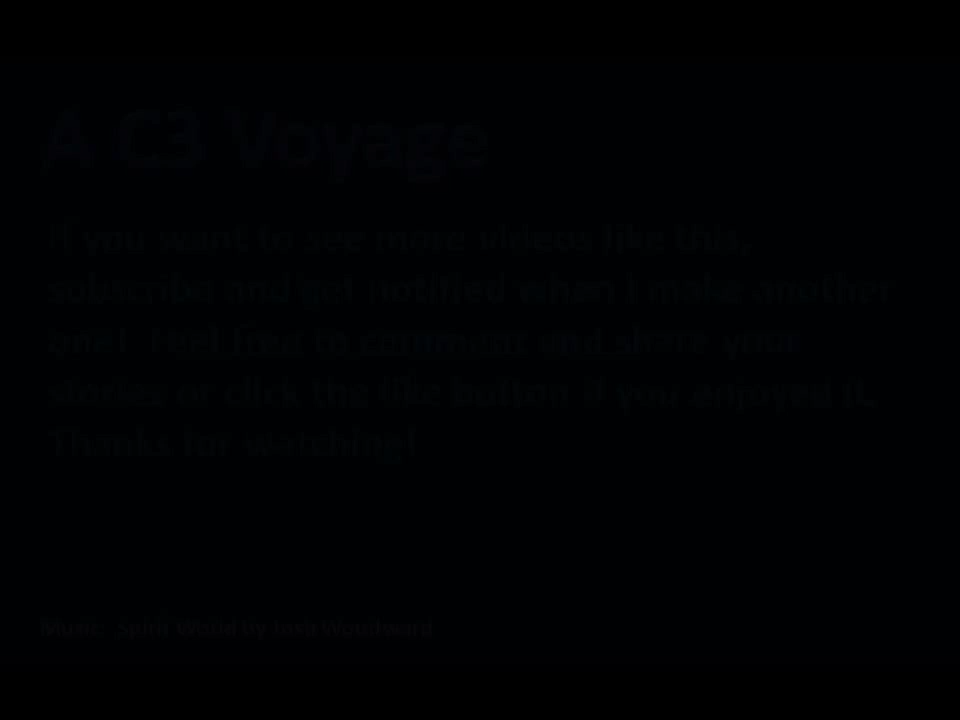 A C3 Voyage
If you want to see more videos like this,
subscribe and get notified when I make another
one! Feel free to comment and share your
stories or click the like button if you enjoyed it.
Thanks for watching!
Music: Spirit World by Josh Woodward